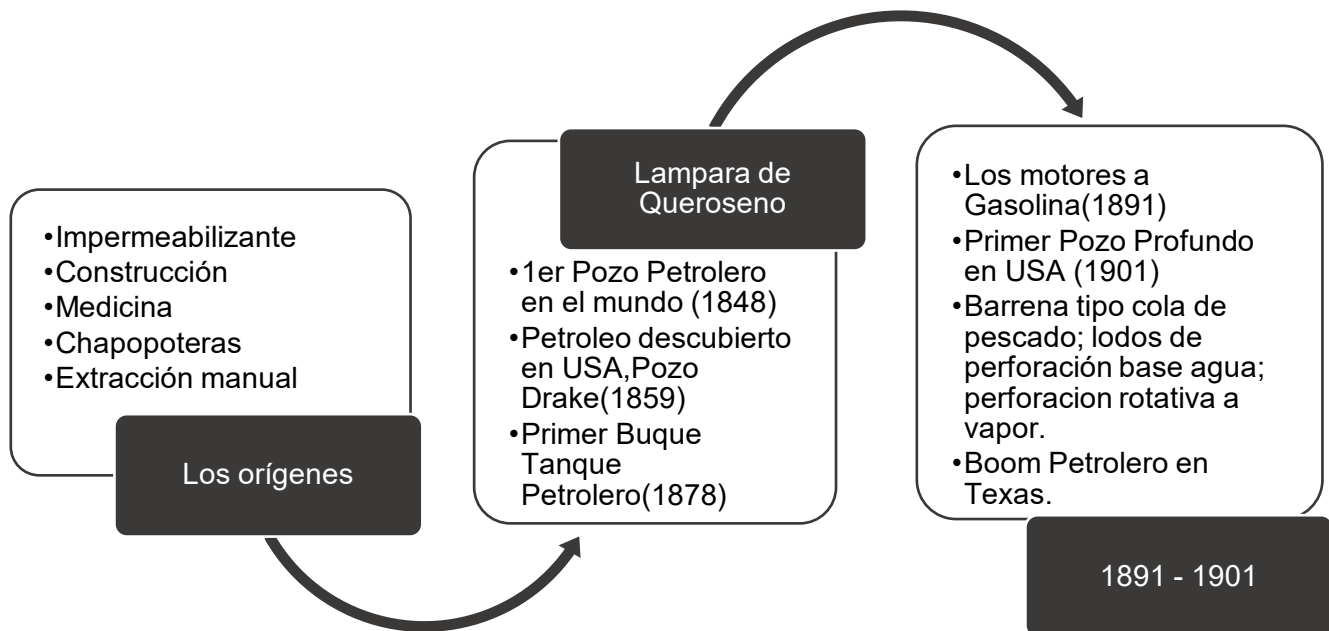 •Impermeabilizante
•Construcción
•Medicina
•Chapopoteras
•Extracción manual
Los orígenes
Lampara de
Queroseno
•1er Pozo Petrolero
en el mundo (1848)
•Petroleo descubierto
en USA,Pozo
Drake(1859)
•Primer Buque
Tanque
Petrolero(1878)
•Los motores a
Gasolina(1891)
•Primer Pozo Profundo
en USA (1901)
•Barrena tipo cola de
pescado; lodos de
perforación base agua;
perforacion rotativa a
vapor.
•Boom Petrolero en
Texas.
1891 - 1901